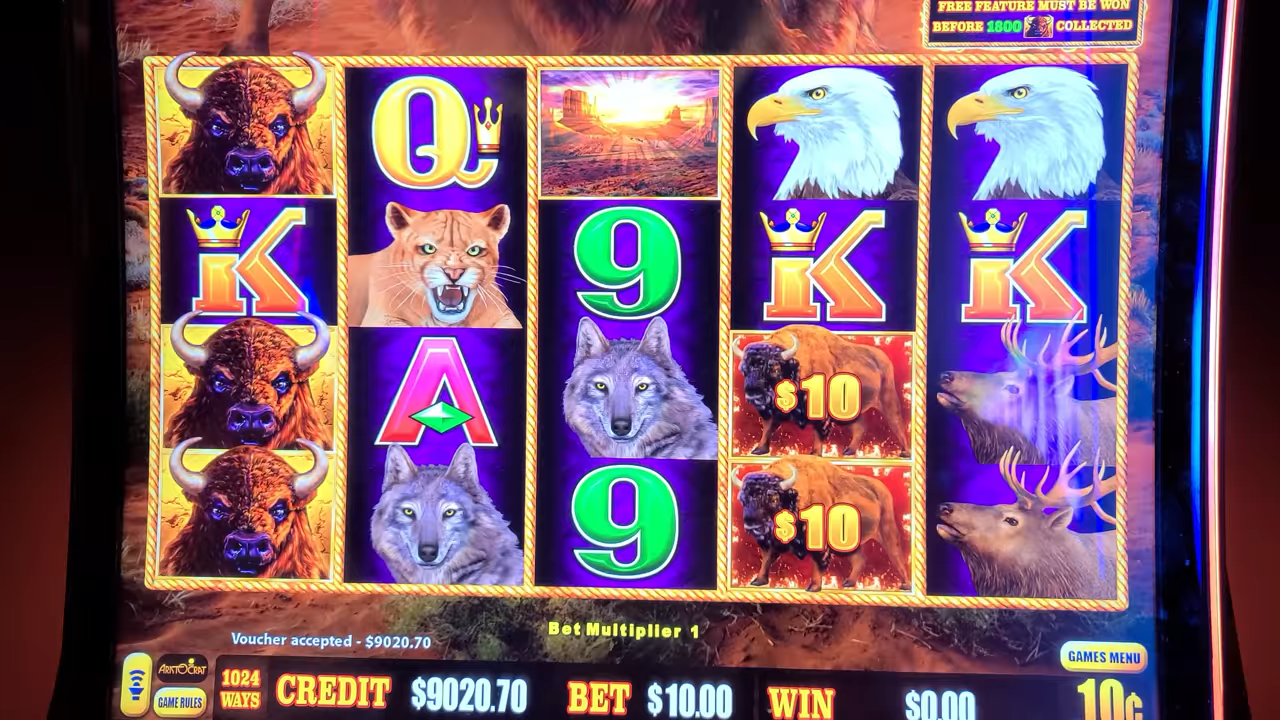 FREE FEATURE MUST BE WON
BEFORE 1800 COLLECTED
Q
K
9
K
K
A
$10
9
$10
Voucher accepted - $9020.70
Bet Multiplier 1
GAMES MENU
ARISTOCRAT
GAME RULES
1024
WAYS
CREDIT $9020.70
BET $10.00
WIN $0.00
10¢